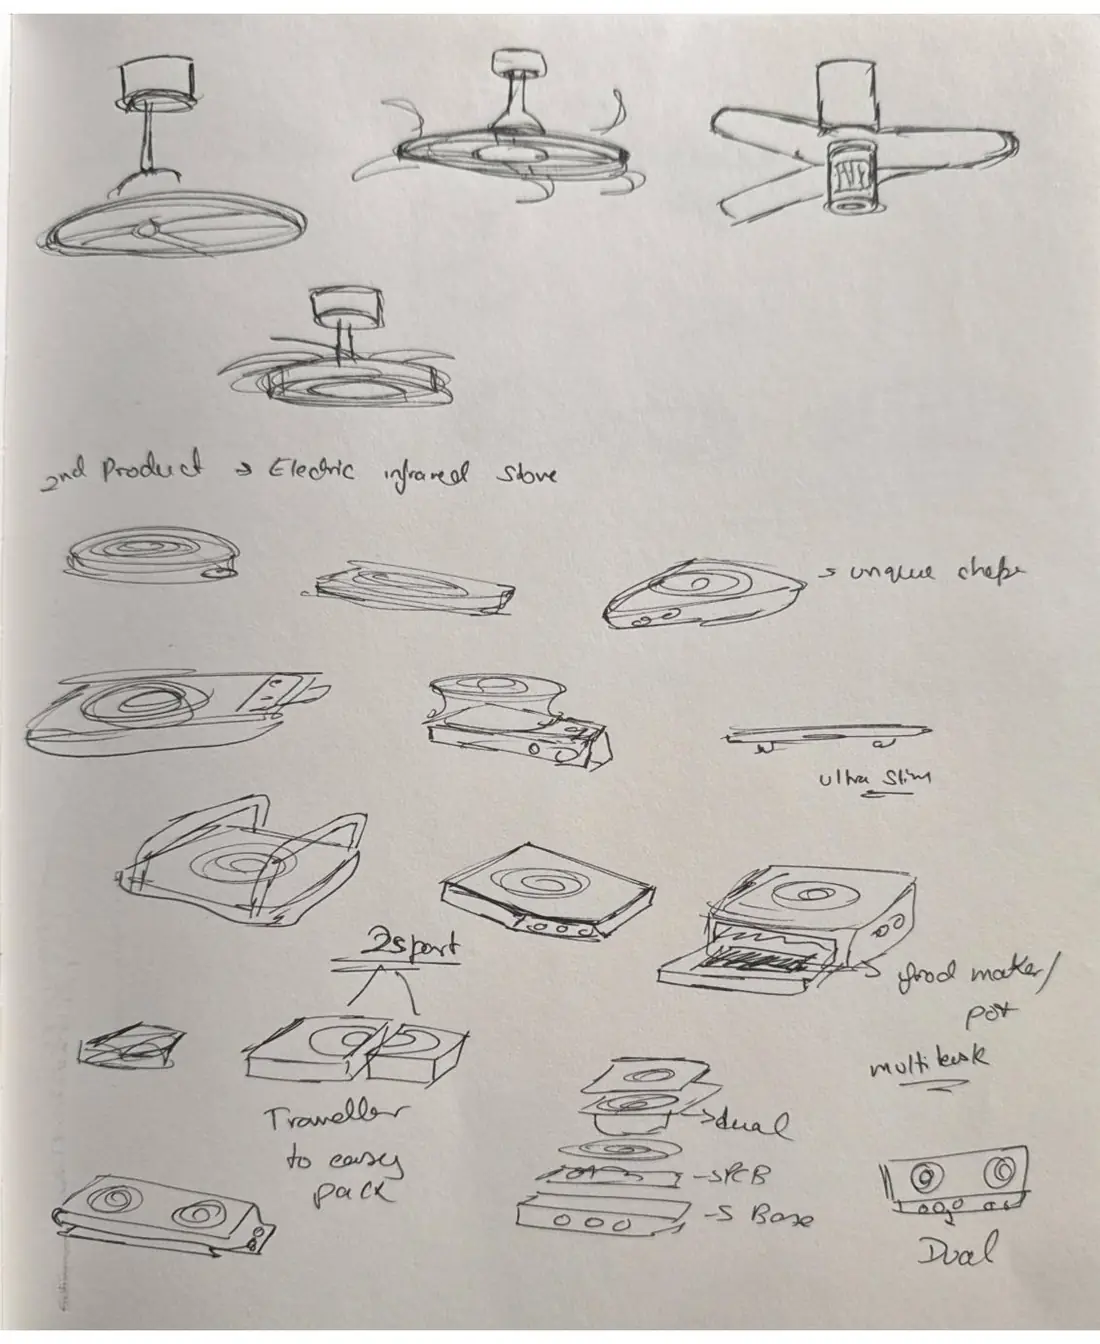 2nd Product → Electric infrared stove
→ unique shape
Ultra Slim
2 part
→ food maker/
pot
multi task
Traveller
to easy
pack
→ dual
→ PCB
→ Base
Dual